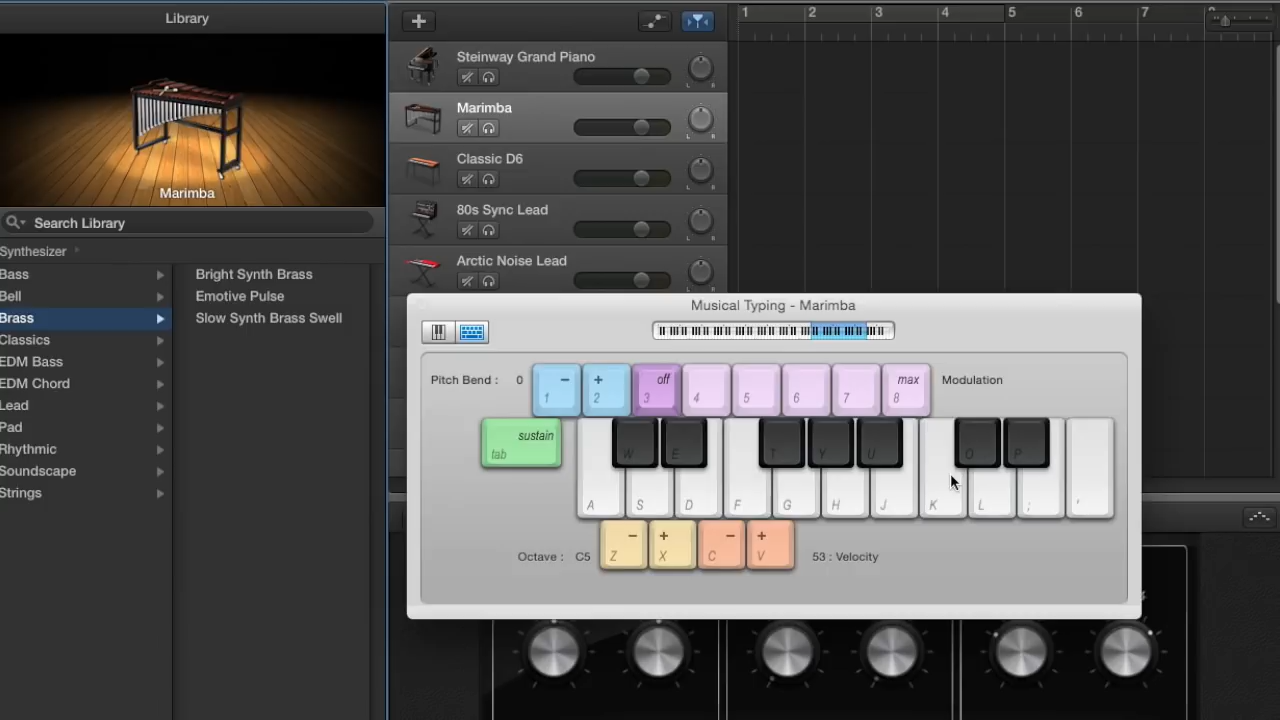 Library
Marimba
Search Library
Synthesizer
Bass
Bell
Brass
Classics
EDM Bass
EDM Chord
Lead
Pad
Rhythmic
Soundscape
Strings
Bright Synth Brass
Emotive Pulse
Slow Synth Brass Swell
1 2 3 4 5 6 7
Steinway Grand Piano
L R
Marimba
L R
Classic D6
L R
80s Sync Lead
L R
Arctic Noise Lead
L R
Musical Typing - Marimba
Pitch Bend : 0
− + off max
1 2 3 4 5 6 7 8
Modulation
sustain
tab
W E T Y U O P
A S D F G H J K L ; '
− + − +
Octave : C5
Z X C V
53 : Velocity